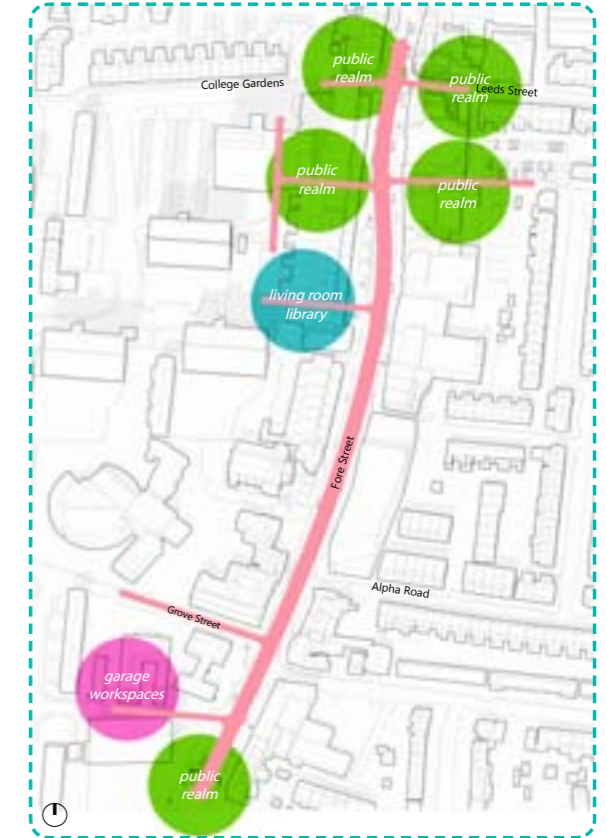 public
realm
College Gardens
public
realm
Leeds Street
public
realm
public
realm
living room
library
Fore Street
Alpha Road
Grove Street
garage
workspaces
public
realm